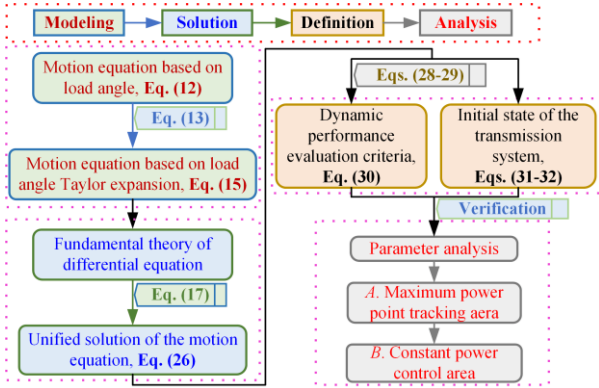 Modeling
Solution
Definition
Analysis
Motion equation based on
load angle, Eq. (12)
Eq. (13)
Motion equation based on load
angle Taylor expansion, Eq. (15)
Fundamental theory of
differential equation
Eq. (17)
Unified solution of the motion
equation, Eq. (26)
Eqs. (28-29)
Dynamic
performance
evaluation criteria,
Eq. (30)
Initial state of the
transmission
system,
Eqs. (31-32)
Verification
Parameter analysis
A. Maximum power
point tracking aera
B. Constant power
control area